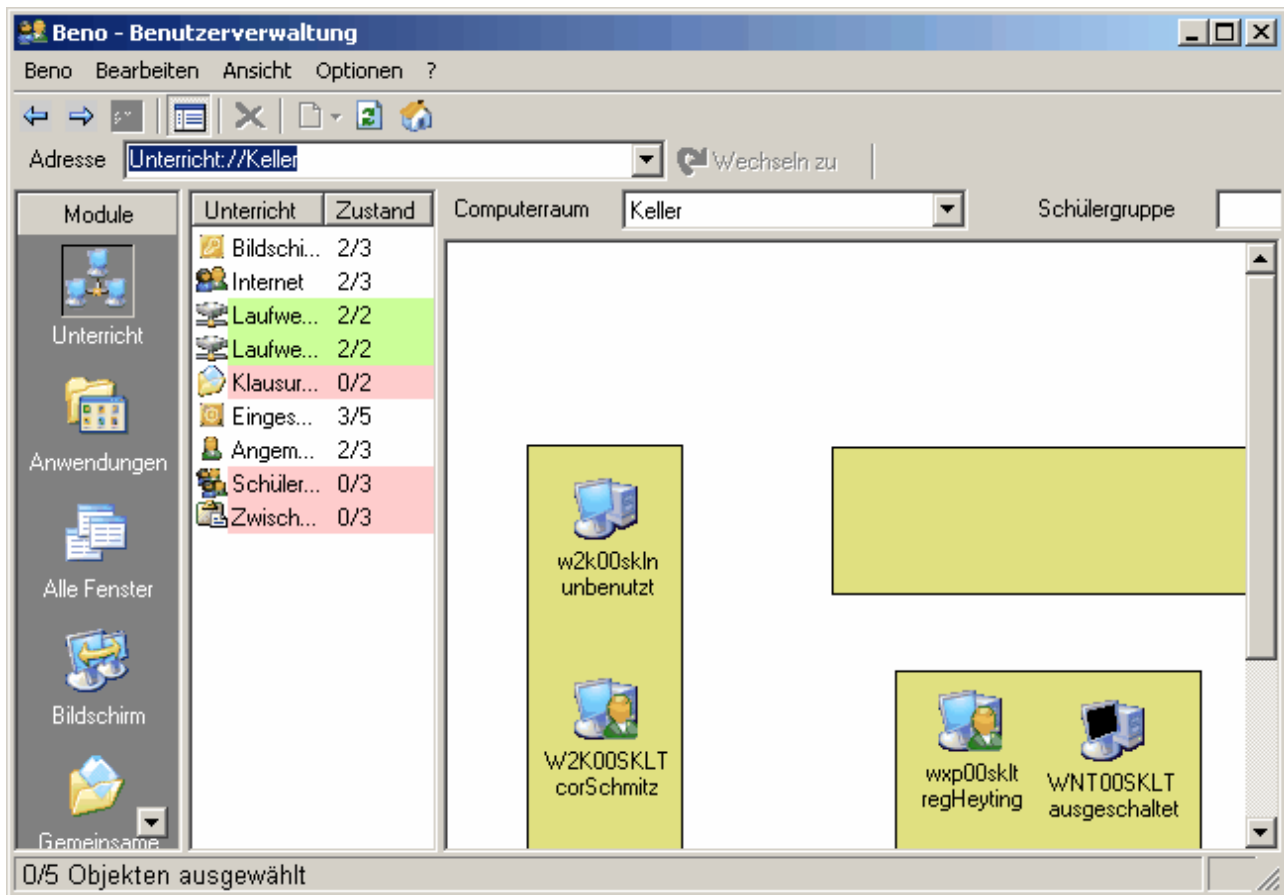 Beno - Benutzerverwaltung
Beno Bearbeiten Ansicht Optionen ?
Adresse Unterricht://Keller Wechseln zu
Module
Unterricht
Anwendungen
Alle Fenster
Bildschirm
Gemeinsame
Unterricht Zustand
Bildschi... 2/3
Internet 2/3
Laufwe... 2/2
Laufwe... 2/2
Klausur... 0/2
Einges... 3/5
Angem... 2/3
Schüler... 0/3
Zwisch... 0/3
Computerraum Keller Schülergruppe
w2k00skln
unbenutzt
W2K00SKLT
corSchmitz
wxp00sklt
regHeyting
WNT00SKLT
ausgeschaltet
0/5 Objekten ausgewählt